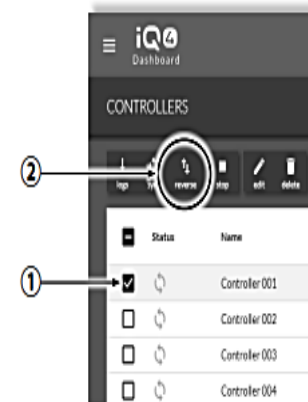 iQ4
Dashboard
CONTROLLERS
2
logs reverse stop edit delete
Status Name
1
Controller 001
Controller 002
Controller 003
Controller 004